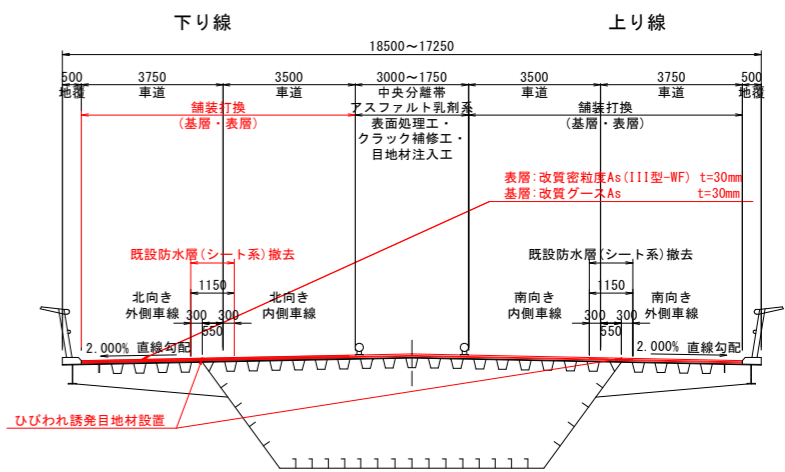 下り線
上り線
18500～17250
500
3750
3500
3000～1750
3500
3750
500
地覆
車道
車道
中央分離帯
車道
車道
地覆
舗装打換
(基層・表層)
アスファルト乳剤系
表面処理工・
クラック補修工・
目地材注入工
舗装打換
(基層・表層)
表層:改質密粒度As(III型-WF) t=30mm
基層:改質グースAs t=30mm
既設防水層(シート系)撤去
既設防水層(シート系)撤去
1150
1150
北向き
外側車線
300
300
550
北向き
内側車線
南向き
内側車線
300
300
550
南向き
外側車線
2.000% 直線勾配
2.000% 直線勾配
ひびわれ誘発目地材設置